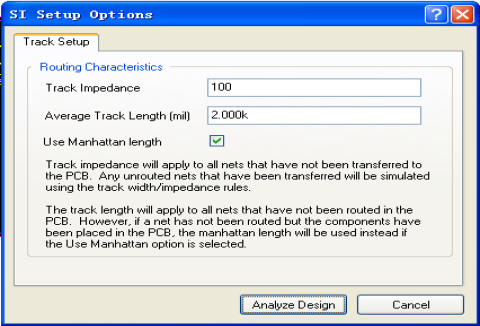 SI Setup Options
Track Setup
Routing Characteristics
Track Impedance
100
Average Track Length (mil)
2.000k
Use Manhattan length
Track impedance will apply to all nets that have not been transferred to
the PCB. Any unrouted nets that have been transferred will be simulated
using the track width/impedance rules.
The track length will apply to all nets that have not been routed in the
PCB. However, if a net has not been routed but the components have
been placed in the PCB, the manhattan length will be used instead if
the Use Manhattan option is selected.
Analyze Design
Cancel